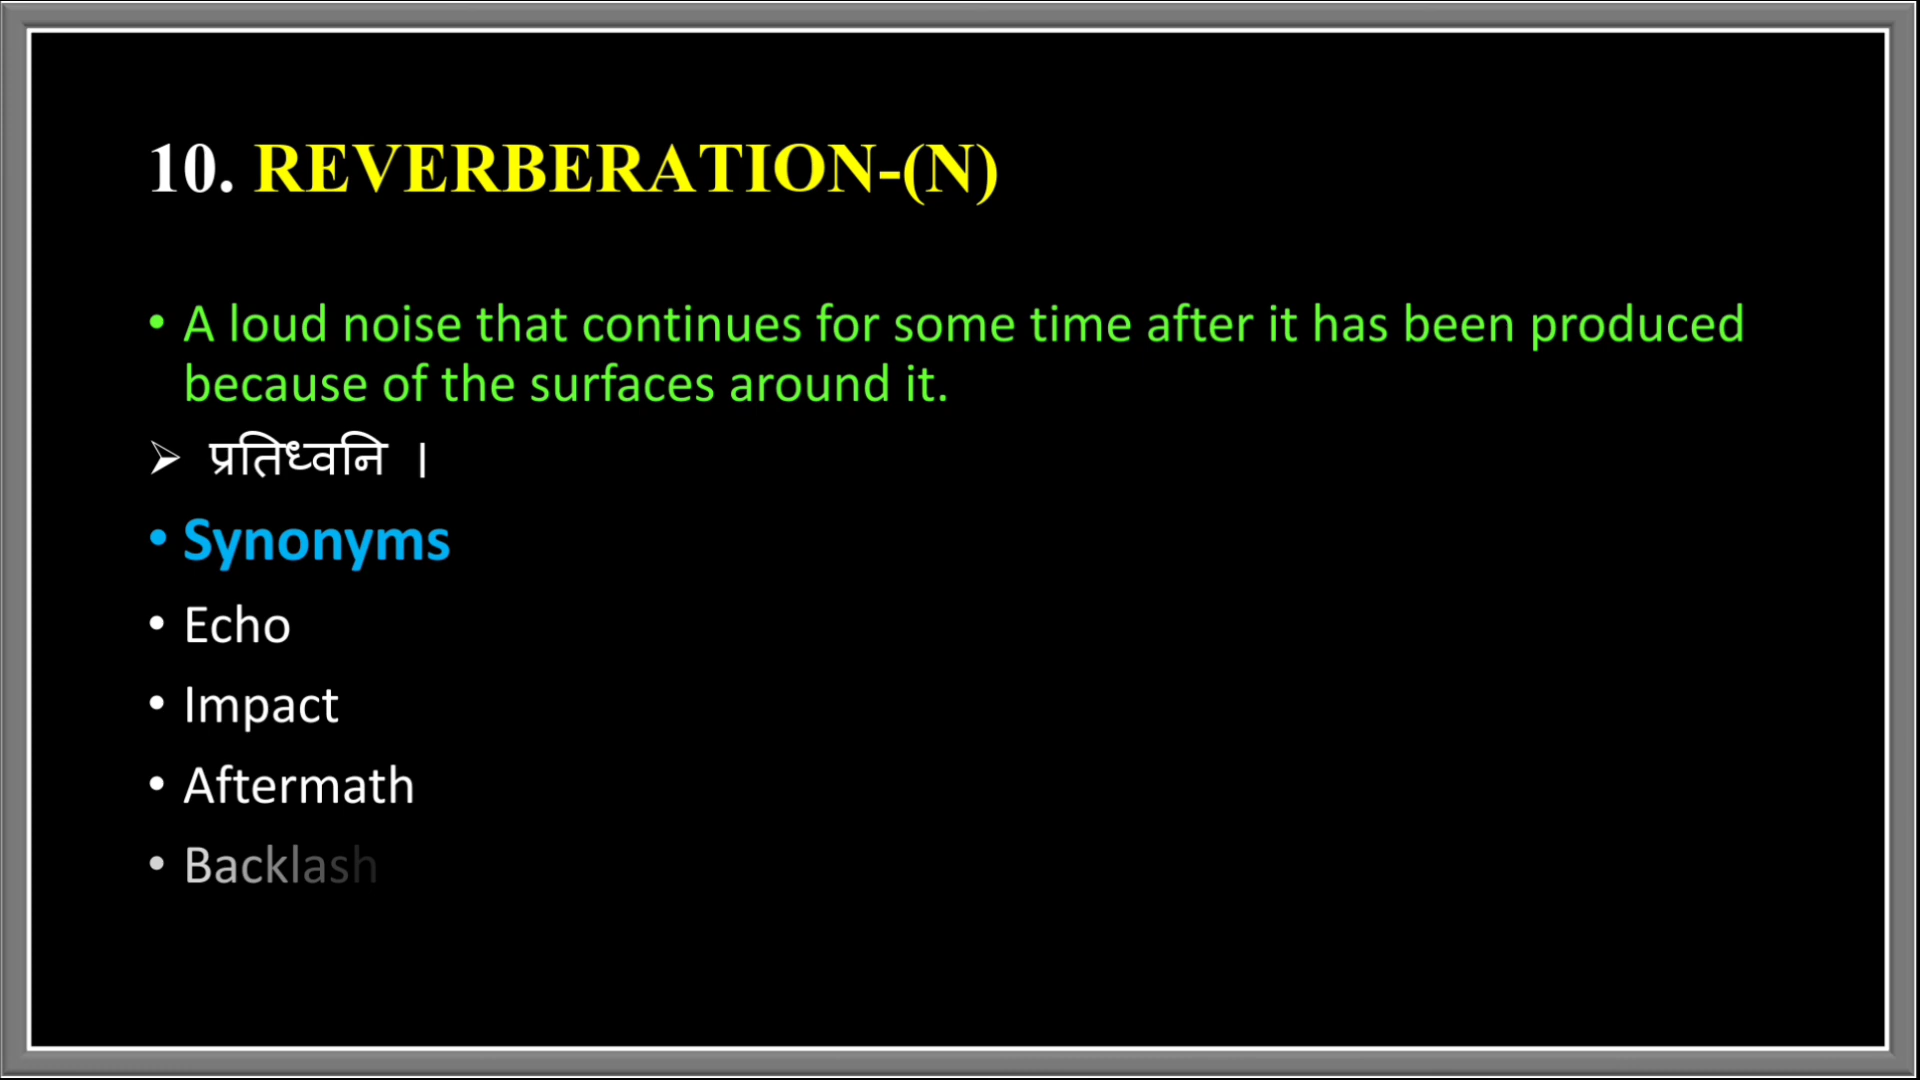 10. REVERBERATION-(N)
• A loud noise that continues for some time after it has been produced
because of the surfaces around it.
➢ प्रतिध्वनि ।
• Synonyms
• Echo
• Impact
• Aftermath
• Backlash